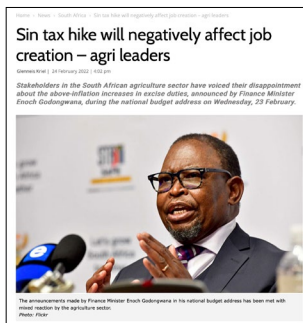 Home > News > South Africa > Sin tax hike will negatively affect job creation – agri leaders
Sin tax hike will negatively affect job
creation – agri leaders
Glenneis Kriel | 24 February 2022 | 4:02 pm
Stakeholders in the South African agriculture sector have voiced their disappointment
about the above-inflation increases in excise duties, announced by Finance Minister
Enoch Godongwana, during the national budget address on Wednesday, 23 February.
The announcements made by Finance Minister Enoch Godongwana in his national budget address has been met with
mixed reaction by the agriculture sector.
Photo: Flickr